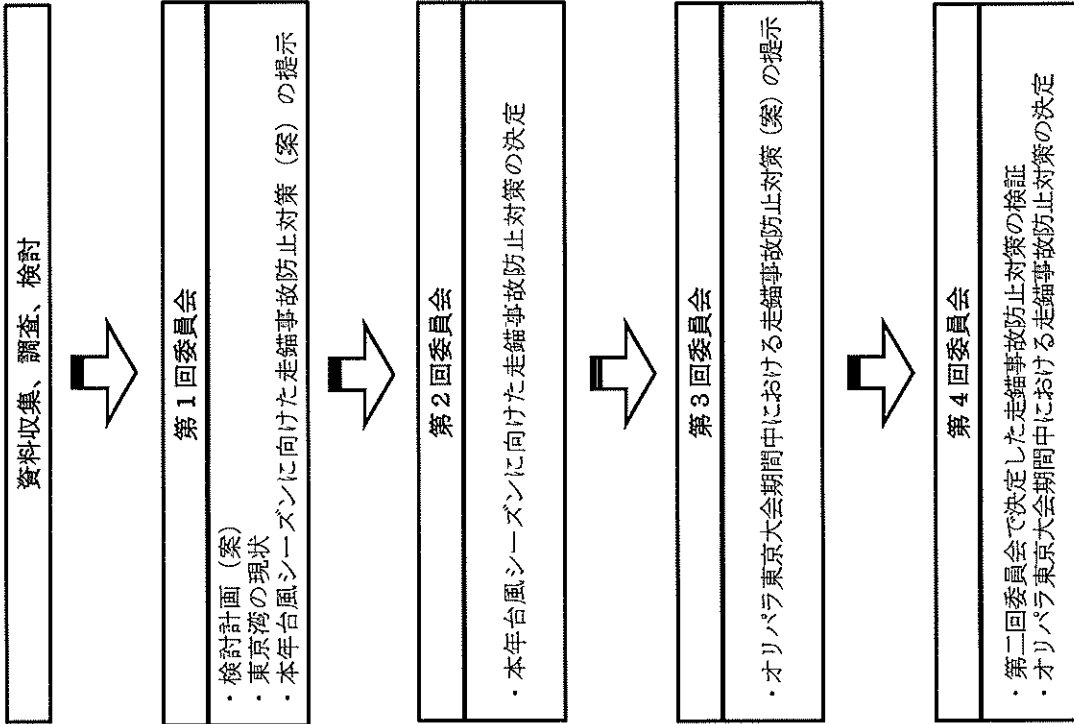 資料収集、調査、検討
第１回委員会
・検討計画（案）
・東京湾の現状
・本年台風シーズンに向けた走錨事故防止対策（案）の提示
第２回委員会
・本年台風シーズンに向けた走錨事故防止対策の決定
第３回委員会
・オリパラ東京大会期間中における走錨事故防止対策（案）の提示
第４回委員会
・第二回委員会で決定した走錨事故防止対策の検証
・オリパラ東京大会期間中における走錨事故防止対策の決定